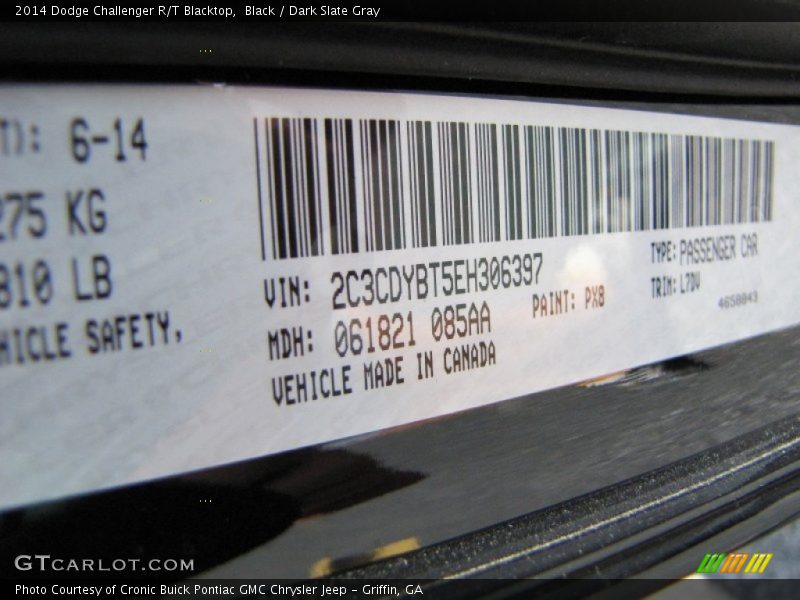 2014 Dodge Challenger R/T Blacktop,  Black / Dark Slate Gray
T): 6-14
275 KG
810 LB
HICLE SAFETY,
VIN: 2C3CDYBT5EH306397
MDH: 061821 085AA
VEHICLE MADE IN CANADA
PAINT: PX8
TYPE: PASSENGER CAR
TRIM: L7DV
4658843
GTCARLOT.COM
Photo Courtesy of Cronic Buick Pontiac GMC Chrysler Jeep - Griffin, GA